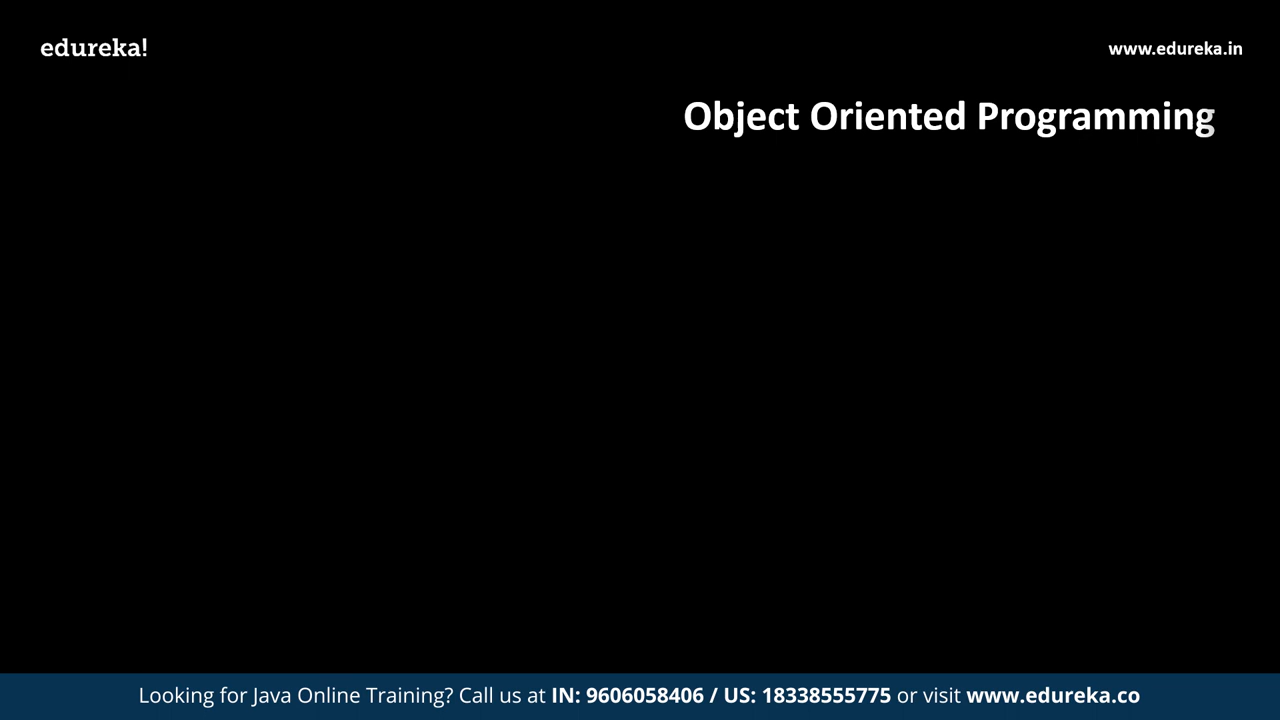 edureka!
www.edureka.in
Object Oriented Programming
Looking for Java Online Training? Call us at IN: 9606058406 / US: 18338555775 or visit www.edureka.co